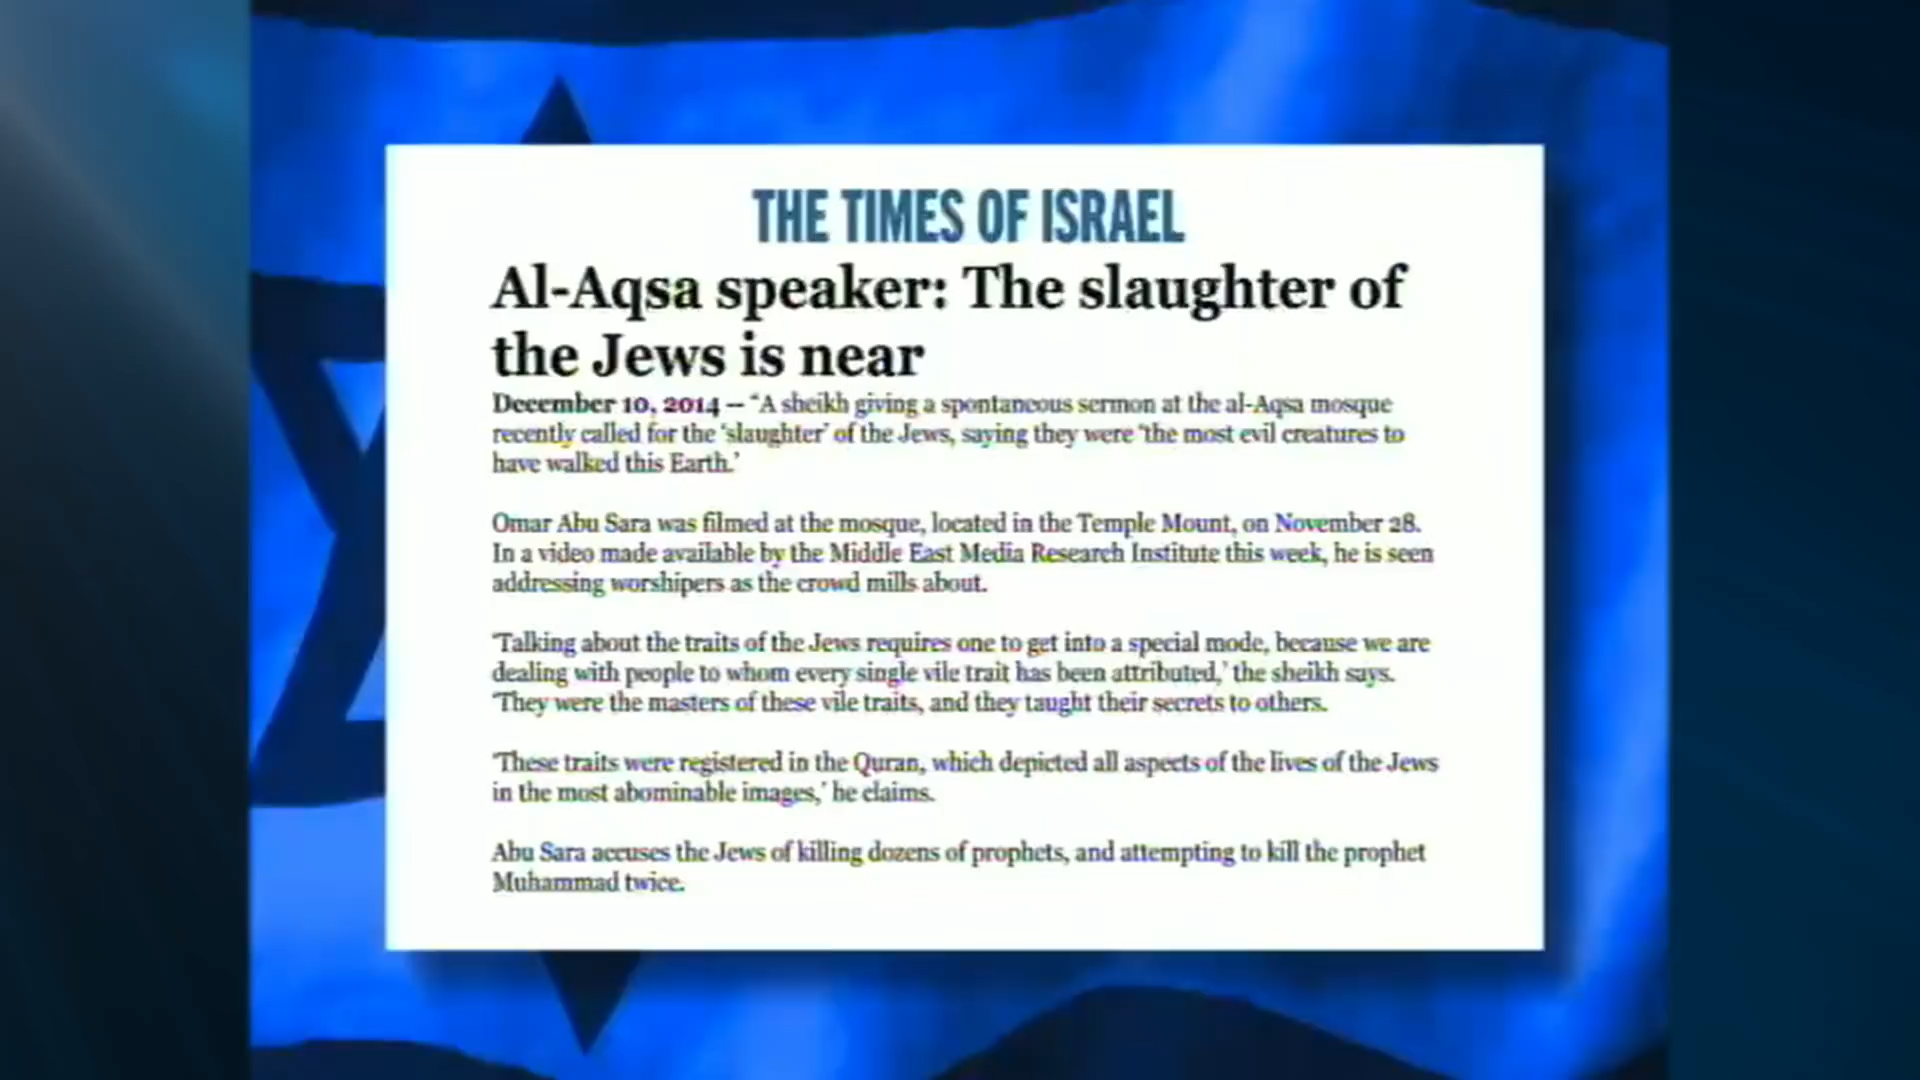 THE TIMES OF ISRAEL
Al-Aqsa speaker: The slaughter of
the Jews is near
December 10, 2014 – “A sheikh giving a spontaneous sermon at the al-Aqsa mosque
recently called for the ‘slaughter’ of the Jews, saying they were ‘the most evil creatures to
have walked this Earth.’
Omar Abu Sara was filmed at the mosque, located in the Temple Mount, on November 28.
In a video made available by the Middle East Media Research Institute this week, he is seen
addressing worshipers as the crowd mills about.
‘Talking about the traits of the Jews requires one to get into a special mode, because we are
dealing with people to whom every single vile trait has been attributed,’ the sheikh says.
‘They were the masters of these vile traits, and they taught their secrets to others.
‘These traits were registered in the Quran, which depicted all aspects of the lives of the Jews
in the most abominable images,’ he claims.
Abu Sara accuses the Jews of killing dozens of prophets, and attempting to kill the prophet
Muhammad twice.